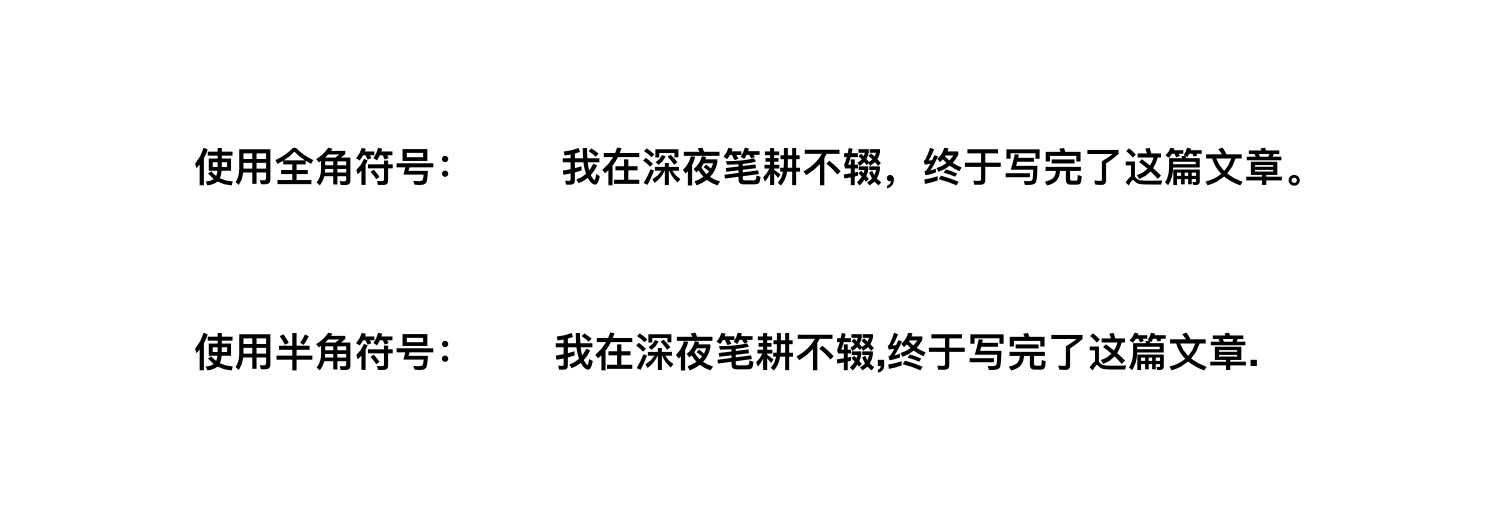 使用全角符号： 我在深夜笔耕不辍，终于写完了这篇文章。
使用半角符号： 我在深夜笔耕不辍,终于写完了这篇文章.